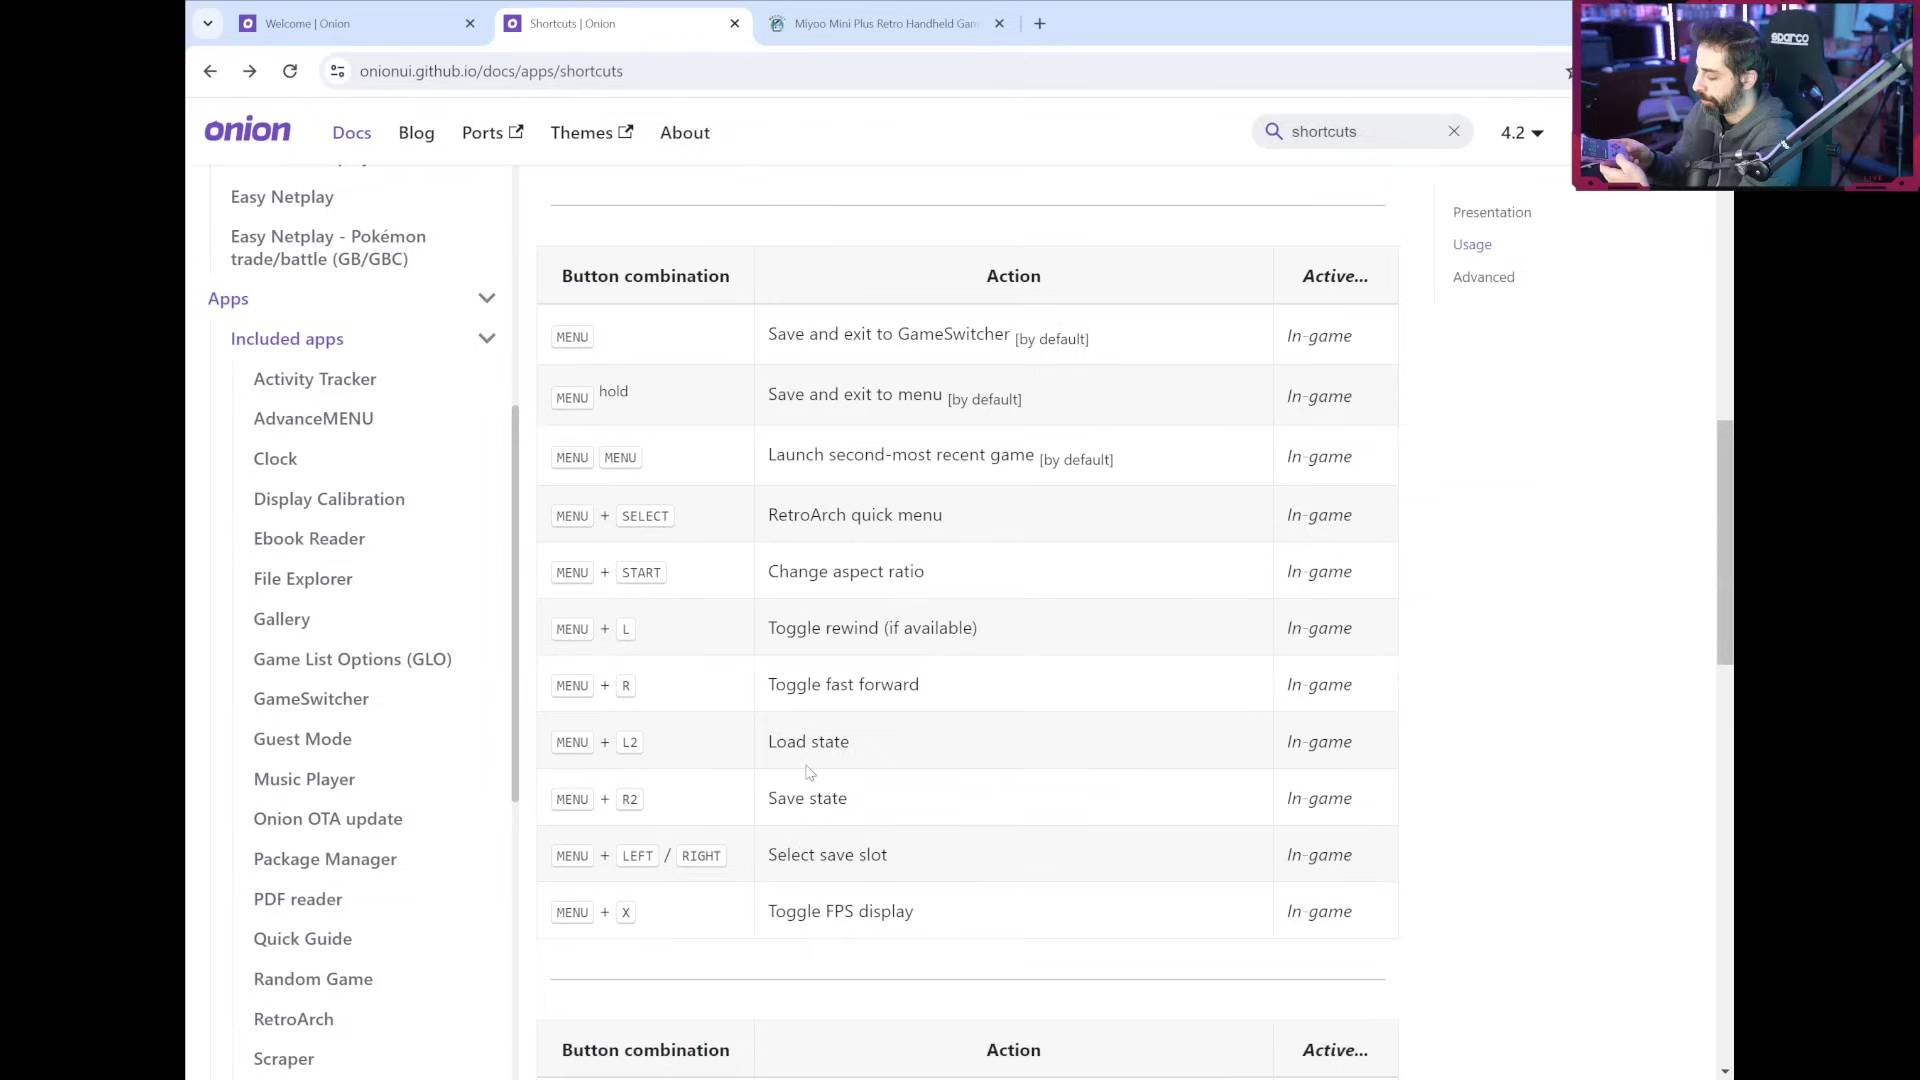 Welcome | Onion
Shortcuts | Onion
Miyoo Mini Plus Retro Handheld Gam
onionui.github.io/docs/apps/shortcuts
onion
Docs
Blog
Ports
Themes
About
shortcuts
4.2
sparco
LIVE
Easy Netplay
Easy Netplay - Pokémon
trade/battle (GB/GBC)
Apps
Included apps
Activity Tracker
AdvanceMENU
Clock
Display Calibration
Ebook Reader
File Explorer
Gallery
Game List Options (GLO)
GameSwitcher
Guest Mode
Music Player
Onion OTA update
Package Manager
PDF reader
Quick Guide
Random Game
RetroArch
Scraper
Button combination Action Active...
MENU Save and exit to GameSwitcher [by default] In-game
MENU hold Save and exit to menu [by default] In-game
MENU MENU Launch second-most recent game [by default] In-game
MENU + SELECT RetroArch quick menu In-game
MENU + START Change aspect ratio In-game
MENU + L Toggle rewind (if available) In-game
MENU + R Toggle fast forward In-game
MENU + L2 Load state In-game
MENU + R2 Save state In-game
MENU + LEFT / RIGHT Select save slot In-game
MENU + X Toggle FPS display In-game
Button combination Action Active...
Presentation
Usage
Advanced